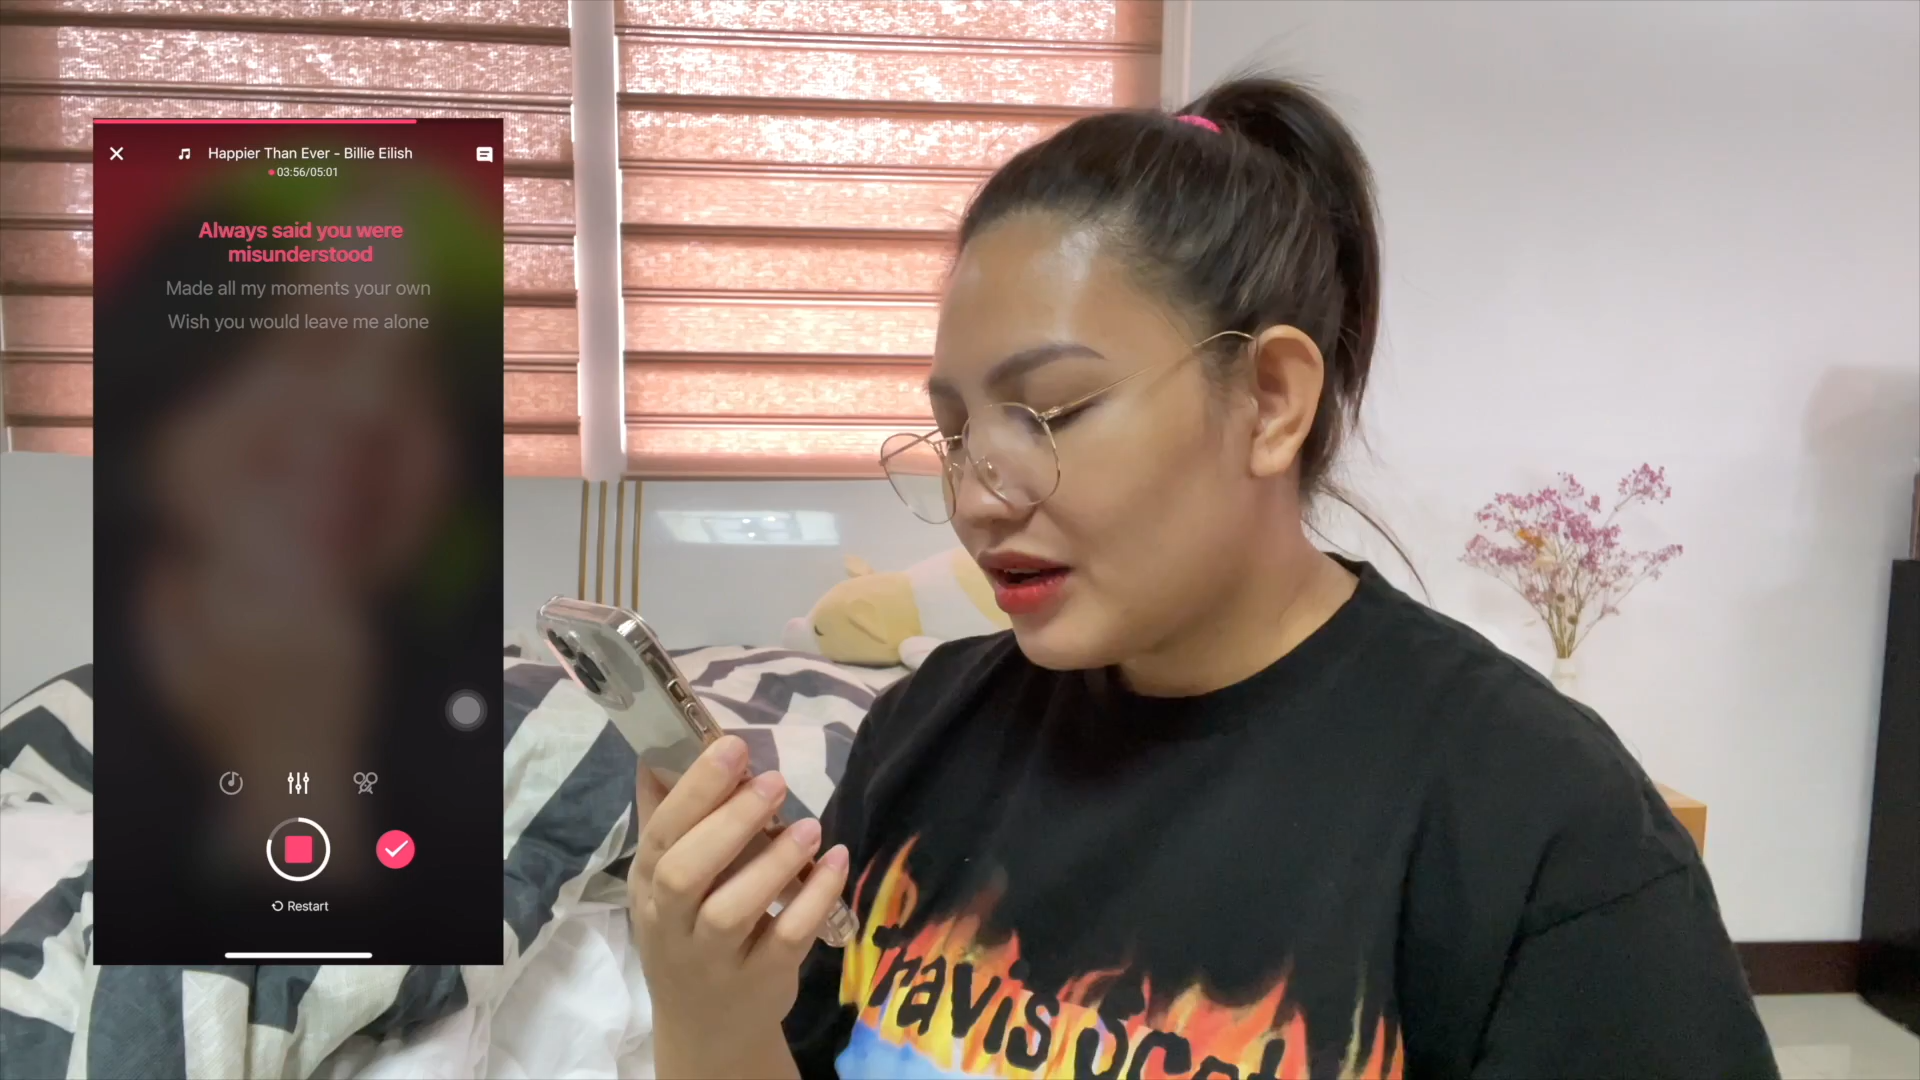 Happier Than Ever - Billie Eilish
03:56/05:01
Always said you were
misunderstood
Made all my moments your own
Wish you would leave me alone
Restart
Travis Scot